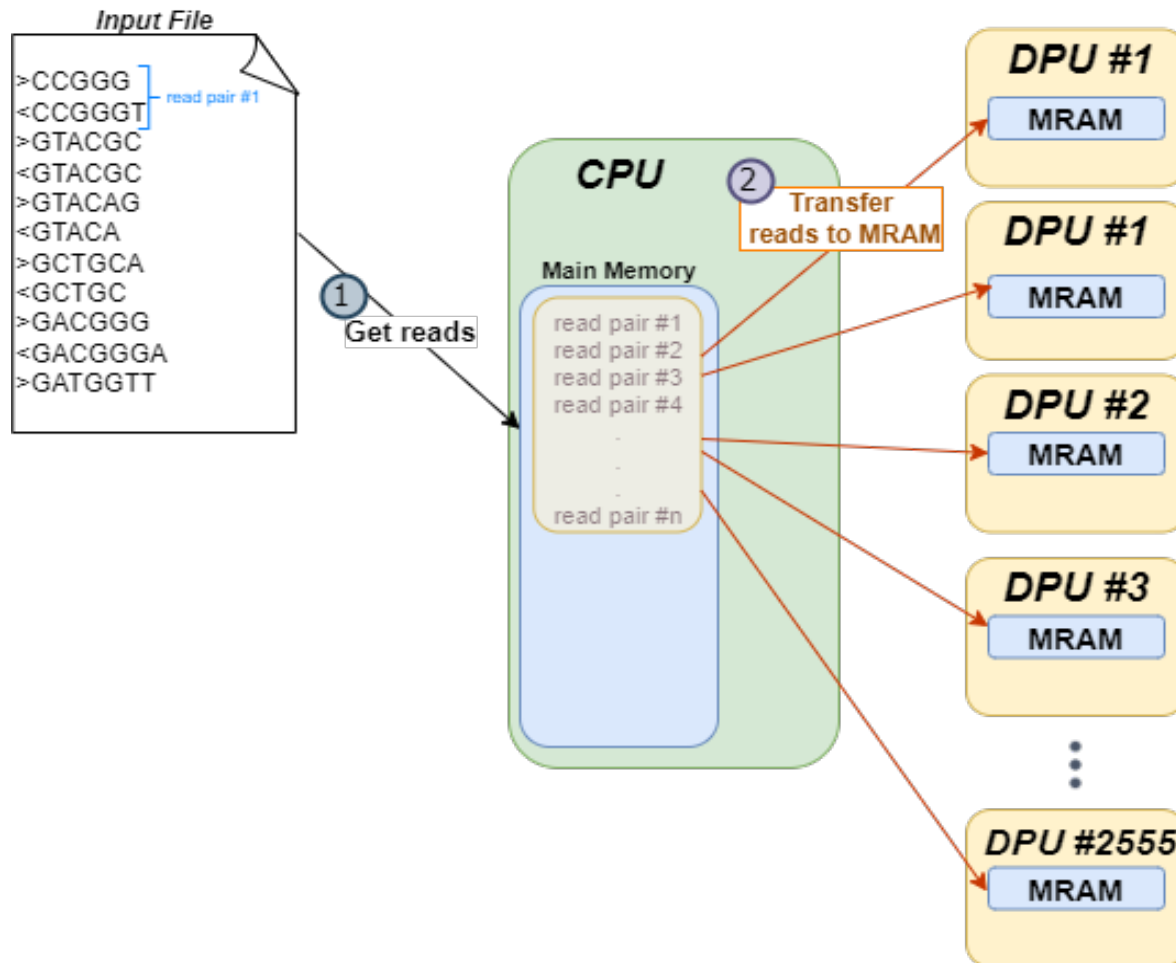 Input File
>CCGGG
<CCGGGT
read pair #1
>GTACGC
<GTACGC
>GTACAG
<GTACA
>GCTGCA
<GCTGC
>GACGGG
<GACGGGA
>GATGGTT
1
Get reads
CPU
2
Transfer
reads to MRAM
Main Memory
read pair #1
read pair #2
read pair #3
read pair #4
.
.
.
read pair #n
DPU #1
MRAM
DPU #1
MRAM
DPU #2
MRAM
DPU #3
MRAM
DPU #2555
MRAM